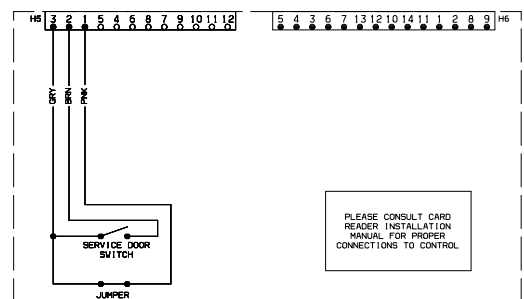 H5 3 2 1 5 4 6 8 7 9 10 11 12
5 4 3 6 7 13 12 10 14 11 1 2 8 9 H6
GRY
BRN
PNK
SERVICE DOOR
SWITCH
JUMPER
PLEASE CONSULT CARD
READER INSTALLATION
MANUAL FOR PROPER
CONNECTIONS TO CONTROL